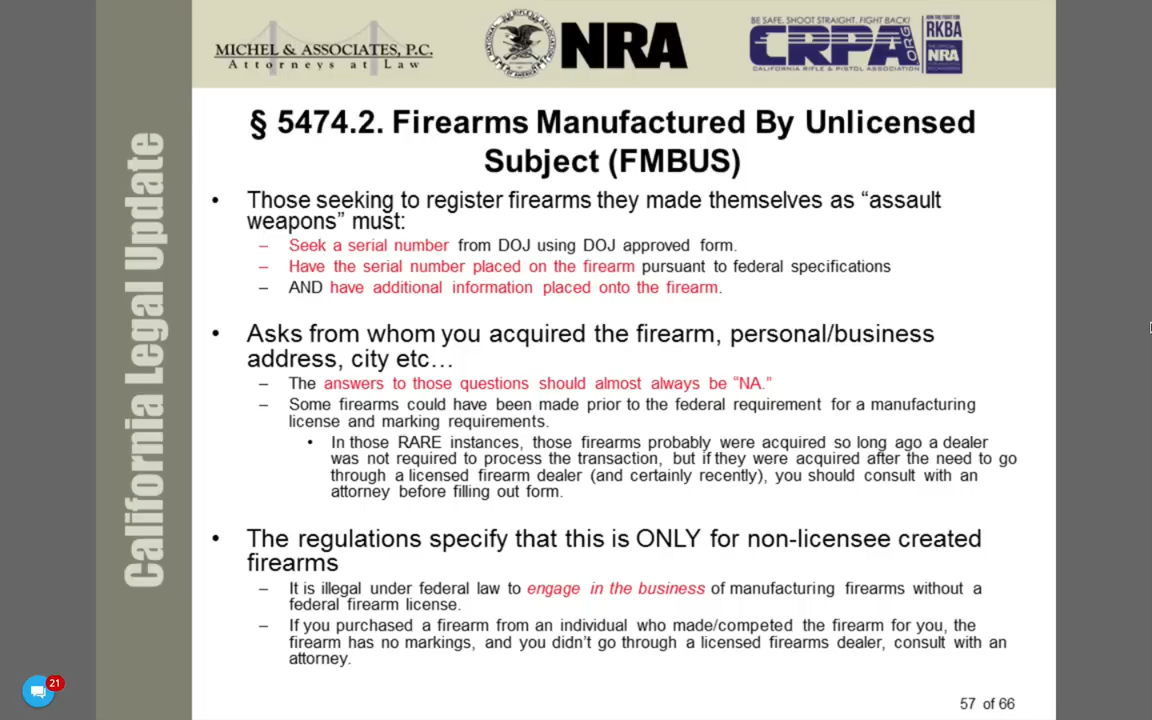 MICHEL & ASSOCIATES, P.C.
Attorneys at Law
NRA
BE SAFE. SHOOT STRAIGHT. FIGHT BACK!
CRPA.ORG
CALIFORNIA RIFLE & PISTOL ASSOCIATION
RKBA
NRA
California Legal Update
§ 5474.2. Firearms Manufactured By Unlicensed
Subject (FMBUS)
• Those seeking to register firearms they made themselves as “assault
weapons” must:
– Seek a serial number from DOJ using DOJ approved form.
– Have the serial number placed on the firearm pursuant to federal specifications
– AND have additional information placed onto the firearm.
• Asks from whom you acquired the firearm, personal/business
address, city etc…
– The answers to those questions should almost always be “NA.”
– Some firearms could have been made prior to the federal requirement for a manufacturing
license and marking requirements.
• In those RARE instances, those firearms probably were acquired so long ago a dealer
was not required to process the transaction, but if they were acquired after the need to go
through a licensed firearm dealer (and certainly recently), you should consult with an
attorney before filling out form.
• The regulations specify that this is ONLY for non-licensee created
firearms
– It is illegal under federal law to engage in the business of manufacturing firearms without a
federal firearm license.
– If you purchased a firearm from an individual who made/competed the firearm for you, the
firearm has no markings, and you didn’t go through a licensed firearms dealer, consult with an
attorney.
57 of 66
21